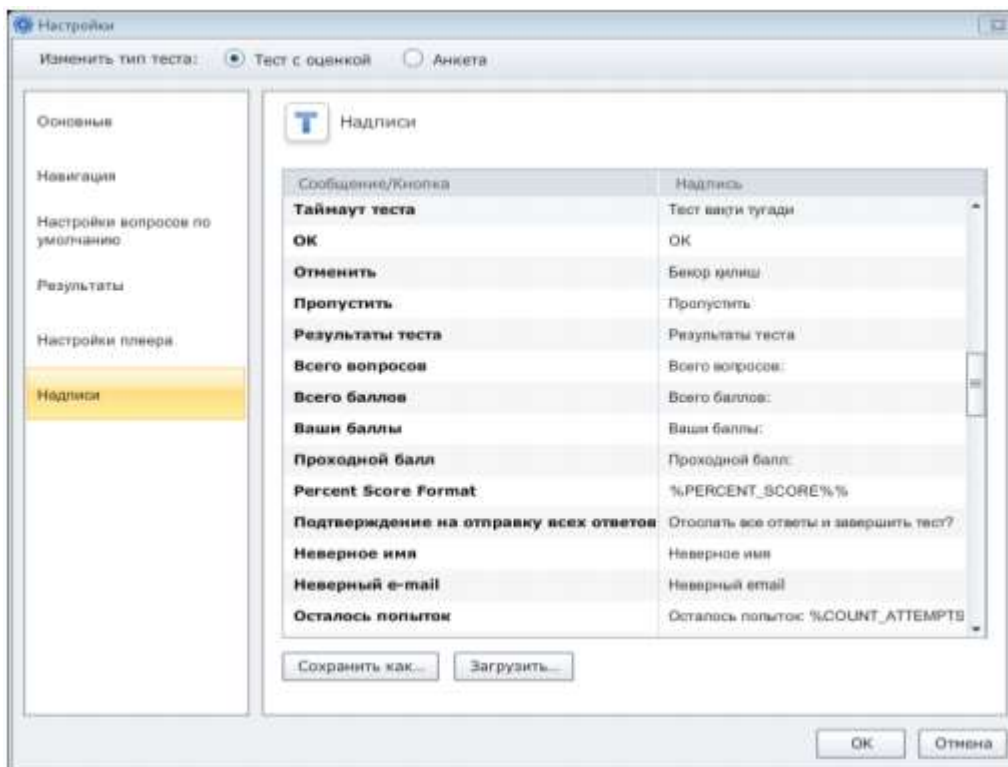 Настройки
Изменить тип теста: Тест с оценкой Анкета
Основные
Навигация
Настройки вопросов по
умолчанию
Результаты
Настройки плеера
Надписи
Надписи
Сообщение/Кнопка Надпись
Таймаут теста Тест вақти тугади
ОК ОК
Отменить Бекор қилиш
Пропустить Пропустить
Результаты теста Результаты теста
Всего вопросов Всего вопросов:
Всего баллов Всего баллов:
Ваши баллы Ваши баллы:
Проходной балл Проходной балл:
Percent Score Format %PERCENT_SCORE%%
Подтверждение на отправку всех ответов Отослать все ответы и завершить тест?
Неверное имя Неверное имя
Неверный e-mail Неверный email
Осталось попыток Осталось попыток: %COUNT_ATTEMPTS
Сохранить как... Загрузить...
ОК Отмена